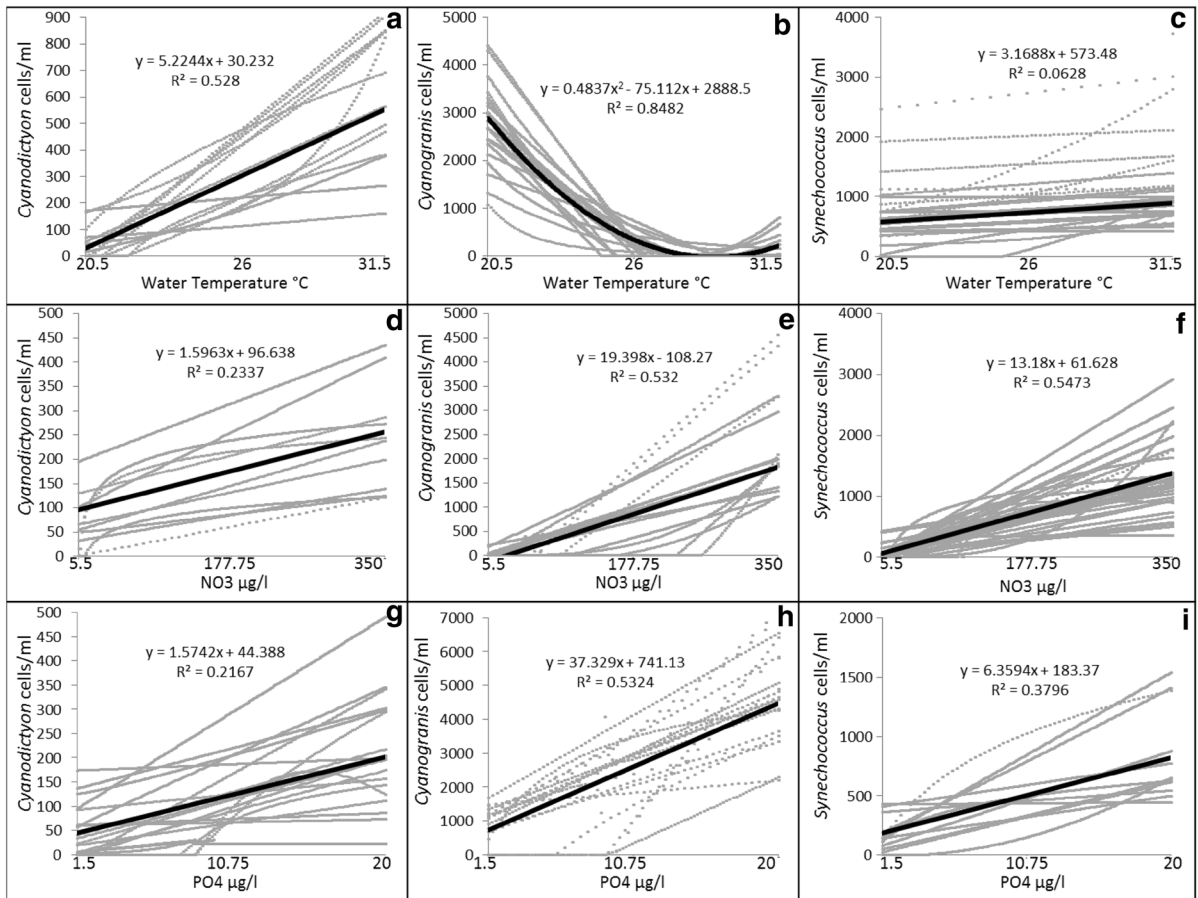 a
Cyanodictyon cells/ml
900
800
700
600
500
400
300
200
100
0
y = 5.2244x + 30.232
R² = 0.528
20.5 26 31.5
Water Temperature °C
b
Cyanogranis cells/ml
5000
4000
3000
2000
1000
0
y = 0.4837x² - 75.112x + 2888.5
R² = 0.8482
20.5 26 31.5
Water Temperature °C
c
Synechococcus cells/ml
4000
3000
2000
1000
0
y = 3.1688x + 573.48
R² = 0.0628
20.5 26 31.5
Water Temperature °C
d
Cyanodictyon cells/ml
500
450
400
350
300
250
200
150
100
50
0
y = 1.5963x + 96.638
R² = 0.2337
5.5 177.75 350
NO3 µg/l
e
Cyanogranis cells/ml
5000
4500
4000
3500
3000
2500
2000
1500
1000
500
0
y = 19.398x - 108.27
R² = 0.532
5.5 177.75 350
NO3 µg/l
f
Synechococcus cells/ml
4000
3000
2000
1000
0
y = 13.18x + 61.628
R² = 0.5473
5.5 177.75 350
NO3 µg/l
g
Cyanodictyon cells/ml
500
450
400
350
300
250
200
150
100
50
0
y = 1.5742x + 44.388
R² = 0.2167
1.5 10.75 20
PO4 µg/l
h
Cyanogranis cells/ml
7000
6000
5000
4000
3000
2000
1000
0
y = 37.329x + 741.13
R² = 0.5324
1.5 10.75 20
PO4 µg/l
i
Synechococcus cells/ml
2000
1500
1000
500
0
y = 6.3594x + 183.37
R² = 0.3796
1.5 10.75 20
PO4 µg/l